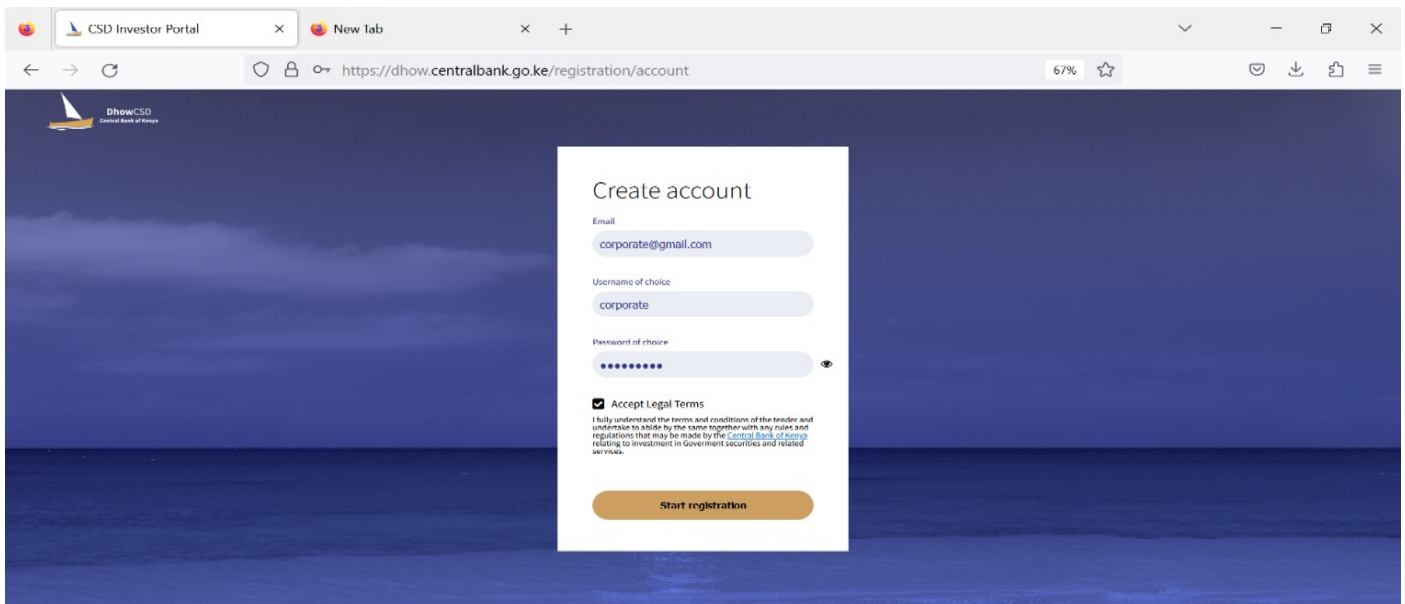 CSD Investor Portal
New Tab
https://dhow.centralbank.go.ke/registration/account
67%
DhowCSD
Central Bank of Kenya
Create account
Email
corporate@gmail.com
Username of choice
corporate
Password of choice
•••••••••
Accept Legal Terms
I fully understand the terms and conditions of the tender and
undertake to abide by the same together with any rules and
regulations that may be made by the Central Bank of Kenya
relating to investment in Goverment securities and related
services.
Start registration